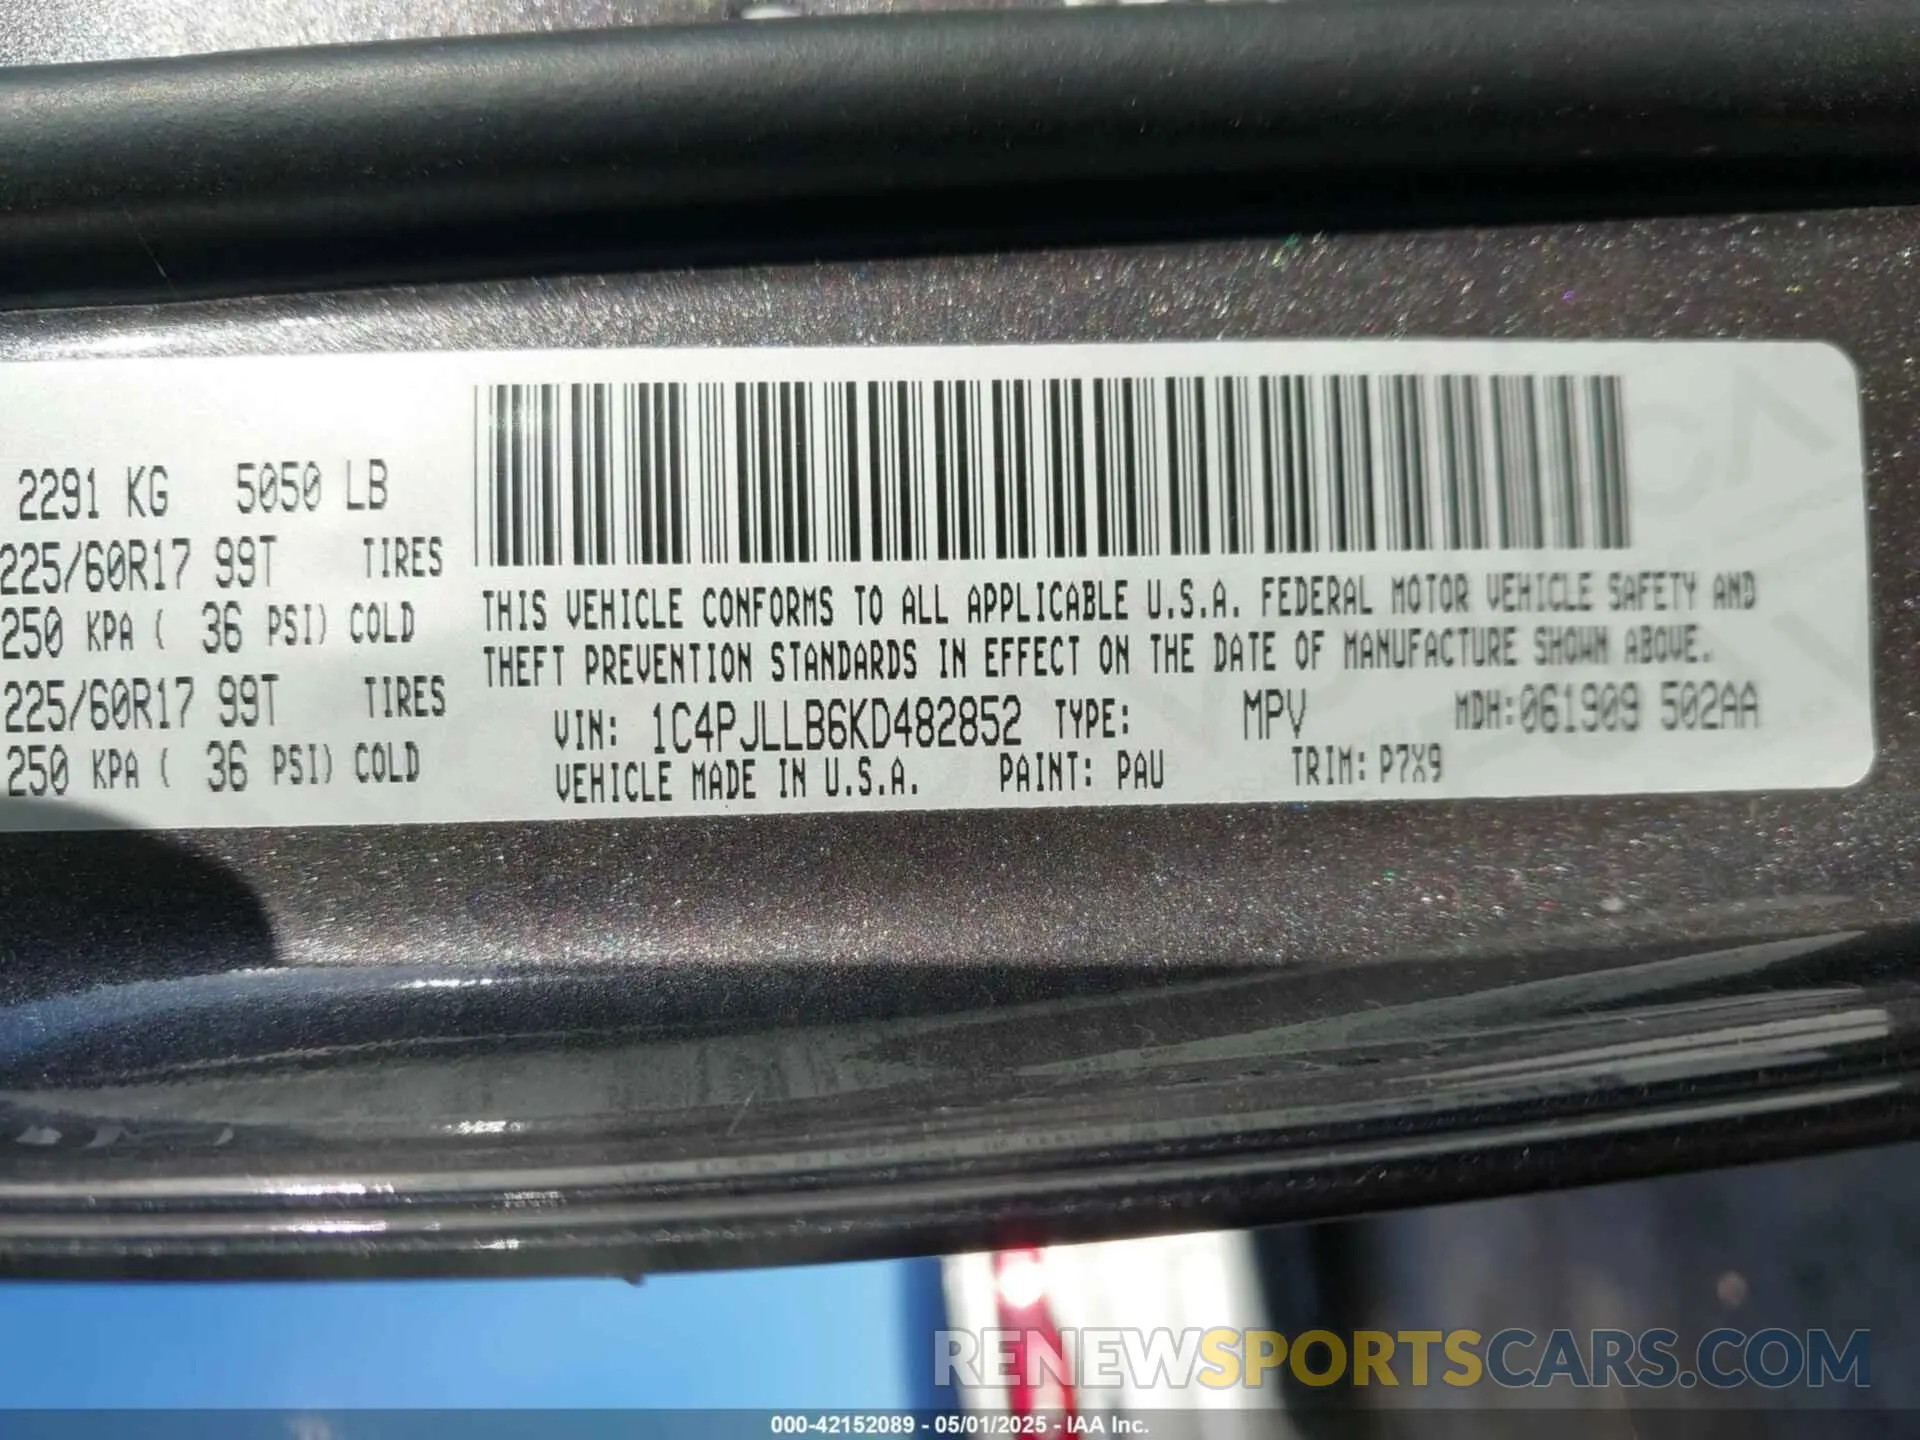 2291 KG 5050 LB
225/60R17 99T TIRES
250 KPA ( 36 PSI) COLD
225/60R17 99T TIRES
250 KPA ( 36 PSI) COLD
THIS VEHICLE CONFORMS TO ALL APPLICABLE U.S.A. FEDERAL MOTOR VEHICLE SAFETY AND
THEFT PREVENTION STANDARDS IN EFFECT ON THE DATE OF MANUFACTURE SHOWN ABOVE.
VIN: 1C4PJLLB6KD482852 TYPE: MPV MDH:061909 502AA
VEHICLE MADE IN U.S.A. PAINT: PAU TRIM: P7X9
RENEWSPORTSCARS.COM
000-42152089 - 05/01/2025 - IAA Inc.